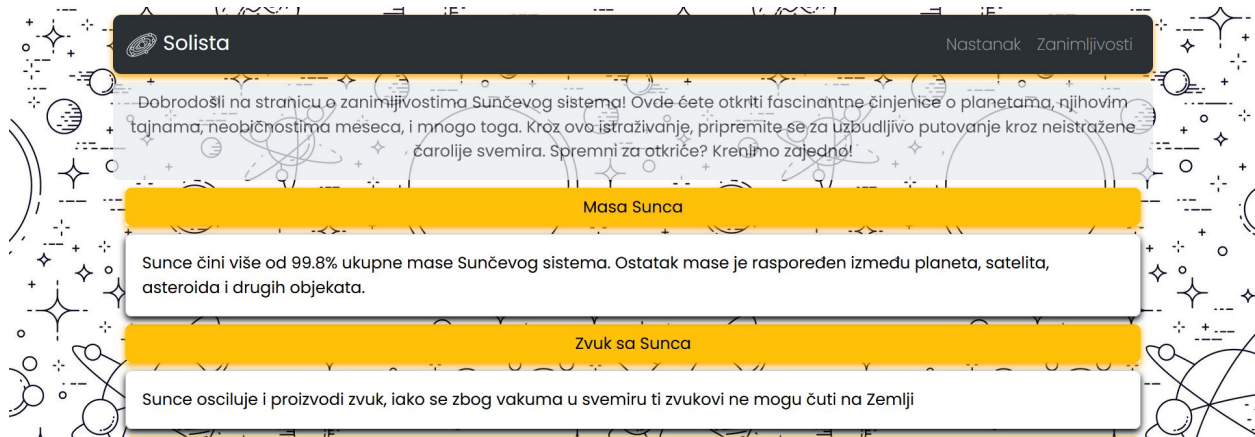 Solista
Nastanak Zanimljivosti
Dobrodošli na stranicu o zanimljivostima Sunčevog sistema! Ovde ćete otkriti fascinantne činjenice o planetama, njihovim
tajnama, neobičnostima meseca, i mnogo toga. Kroz ovo istraživanje, pripremite se za uzbudljivo putovanje kroz neistražene
čarolije svemira. Spremni za otkriće? Krenimo zajedno!
Masa Sunca
Sunce čini više od 99.8% ukupne mase Sunčevog sistema. Ostatak mase je raspoređen između planeta, satelita,
asteroida i drugih objekata.
Zvuk sa Sunca
Sunce osciluje i proizvodi zvuk, iako se zbog vakuma u svemiru ti zvukovi ne mogu čuti na Zemlji